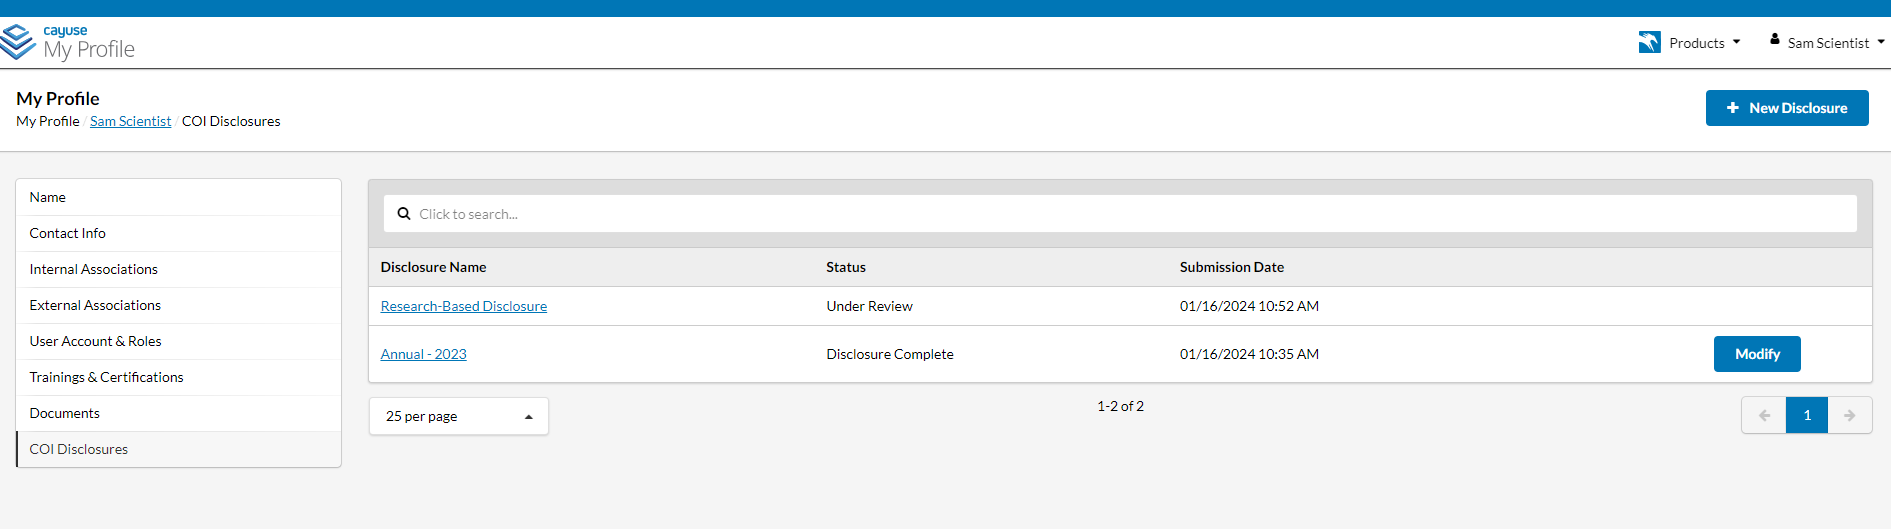 cayuse
My Profile
Products
Sam Scientist
My Profile
My Profile / Sam Scientist / COI Disclosures
New Disclosure
Name
Contact Info
Internal Associations
External Associations
User Account & Roles
Trainings & Certifications
Documents
COI Disclosures
Click to search...
Disclosure Name Status Submission Date
Research-Based Disclosure Under Review 01/16/2024 10:52 AM
Annual - 2023 Disclosure Complete 01/16/2024 10:35 AM Modify
25 per page
1-2 of 2
1